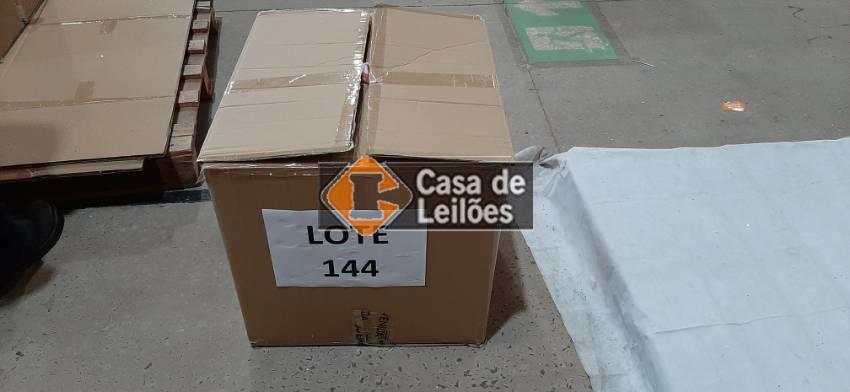 Casa de
Leilões
LOTE
144